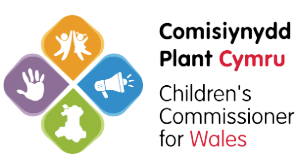 Comisiynydd
Plant Cymru
Children's
Commissioner
for Wales